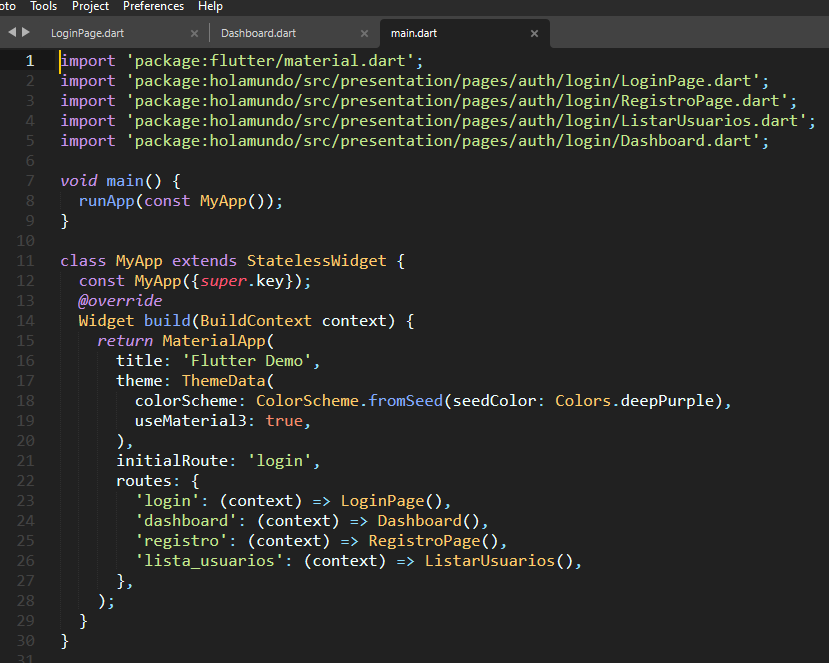 oto Tools Project Preferences Help
LoginPage.dart × Dashboard.dart × main.dart ×
1 import 'package:flutter/material.dart';
2 import 'package:holamundo/src/presentation/pages/auth/login/LoginPage.dart';
3 import 'package:holamundo/src/presentation/pages/auth/login/RegistroPage.dart';
4 import 'package:holamundo/src/presentation/pages/auth/login/ListarUsuarios.dart';
5 import 'package:holamundo/src/presentation/pages/auth/login/Dashboard.dart';
6
7 void main() {
8   runApp(const MyApp());
9 }
10
11 class MyApp extends StatelessWidget {
12   const MyApp({super.key});
13   @override
14   Widget build(BuildContext context) {
15     return MaterialApp(
16       title: 'Flutter Demo',
17       theme: ThemeData(
18         colorScheme: ColorScheme.fromSeed(seedColor: Colors.deepPurple),
19         useMaterial3: true,
20       ),
21       initialRoute: 'login',
22       routes: {
23         'login': (context) => LoginPage(),
24         'dashboard': (context) => Dashboard(),
25         'registro': (context) => RegistroPage(),
26         'lista_usuarios': (context) => ListarUsuarios(),
27       },
28     );
29   }
30 }
31